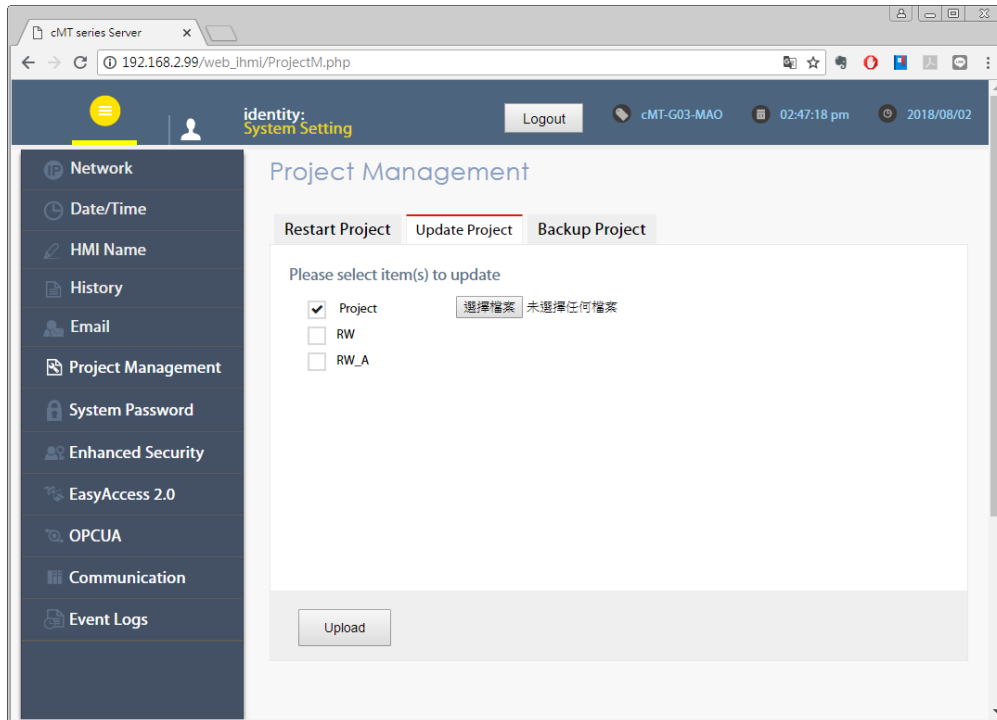 cMT series Server
192.168.2.99/web_ihmi/ProjectM.php
identity:
System Setting
Logout
cMT-G03-MAO
02:47:18 pm
2018/08/02
Network
Date/Time
HMI Name
History
Email
Project Management
System Password
Enhanced Security
EasyAccess 2.0
OPCUA
Communication
Event Logs
Project Management
Restart Project
Update Project
Backup Project
Please select item(s) to update
Project
選擇檔案 未選擇任何檔案
RW
RW_A
Upload